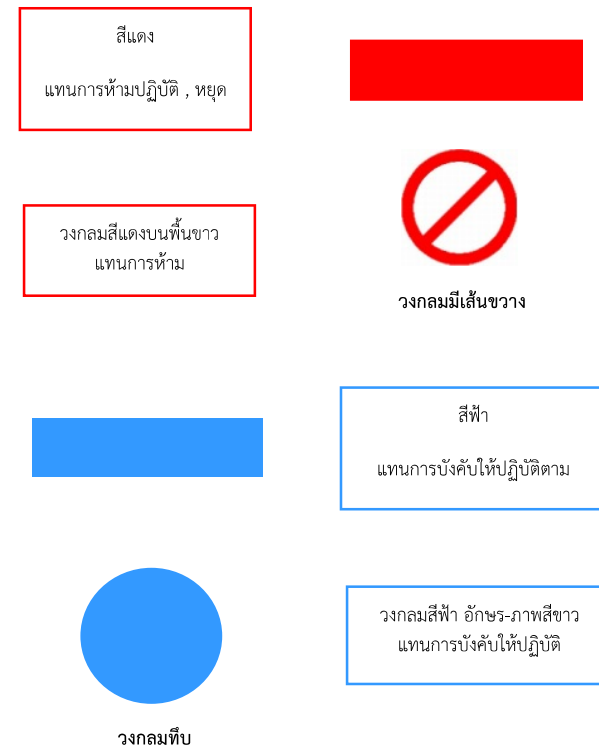 สีแดง
แทนการห้ามปฏิบัติ , หยุด
วงกลมสีแดงบนพื้นขาว
แทนการห้าม
วงกลมมีเส้นขวาง
สีฟ้า
แทนการบังคับให้ปฏิบัติตาม
วงกลมสีฟ้า อักษร-ภาพสีขาว
แทนการบังคับให้ปฏิบัติ
วงกลมทึบ